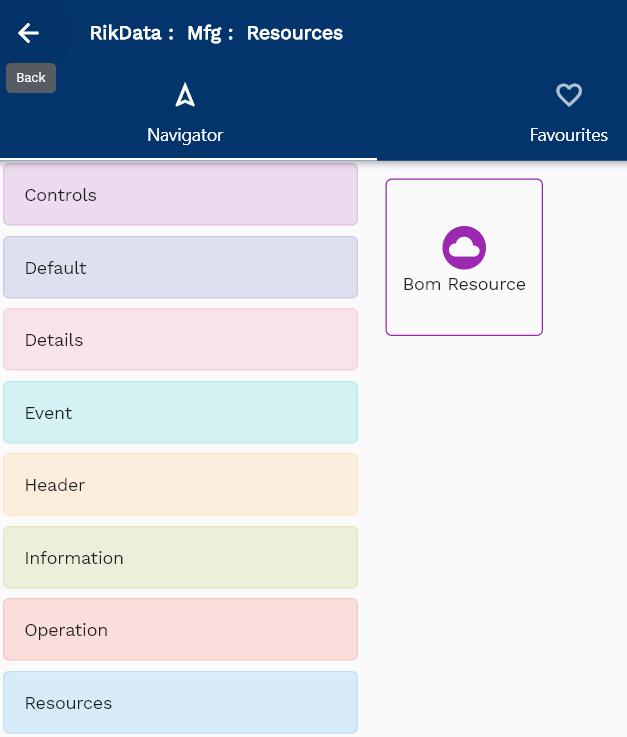 RikData :  Mfg :  Resources
Back
Navigator
Favourites
Controls
Default
Details
Event
Header
Information
Operation
Resources
Bom Resource